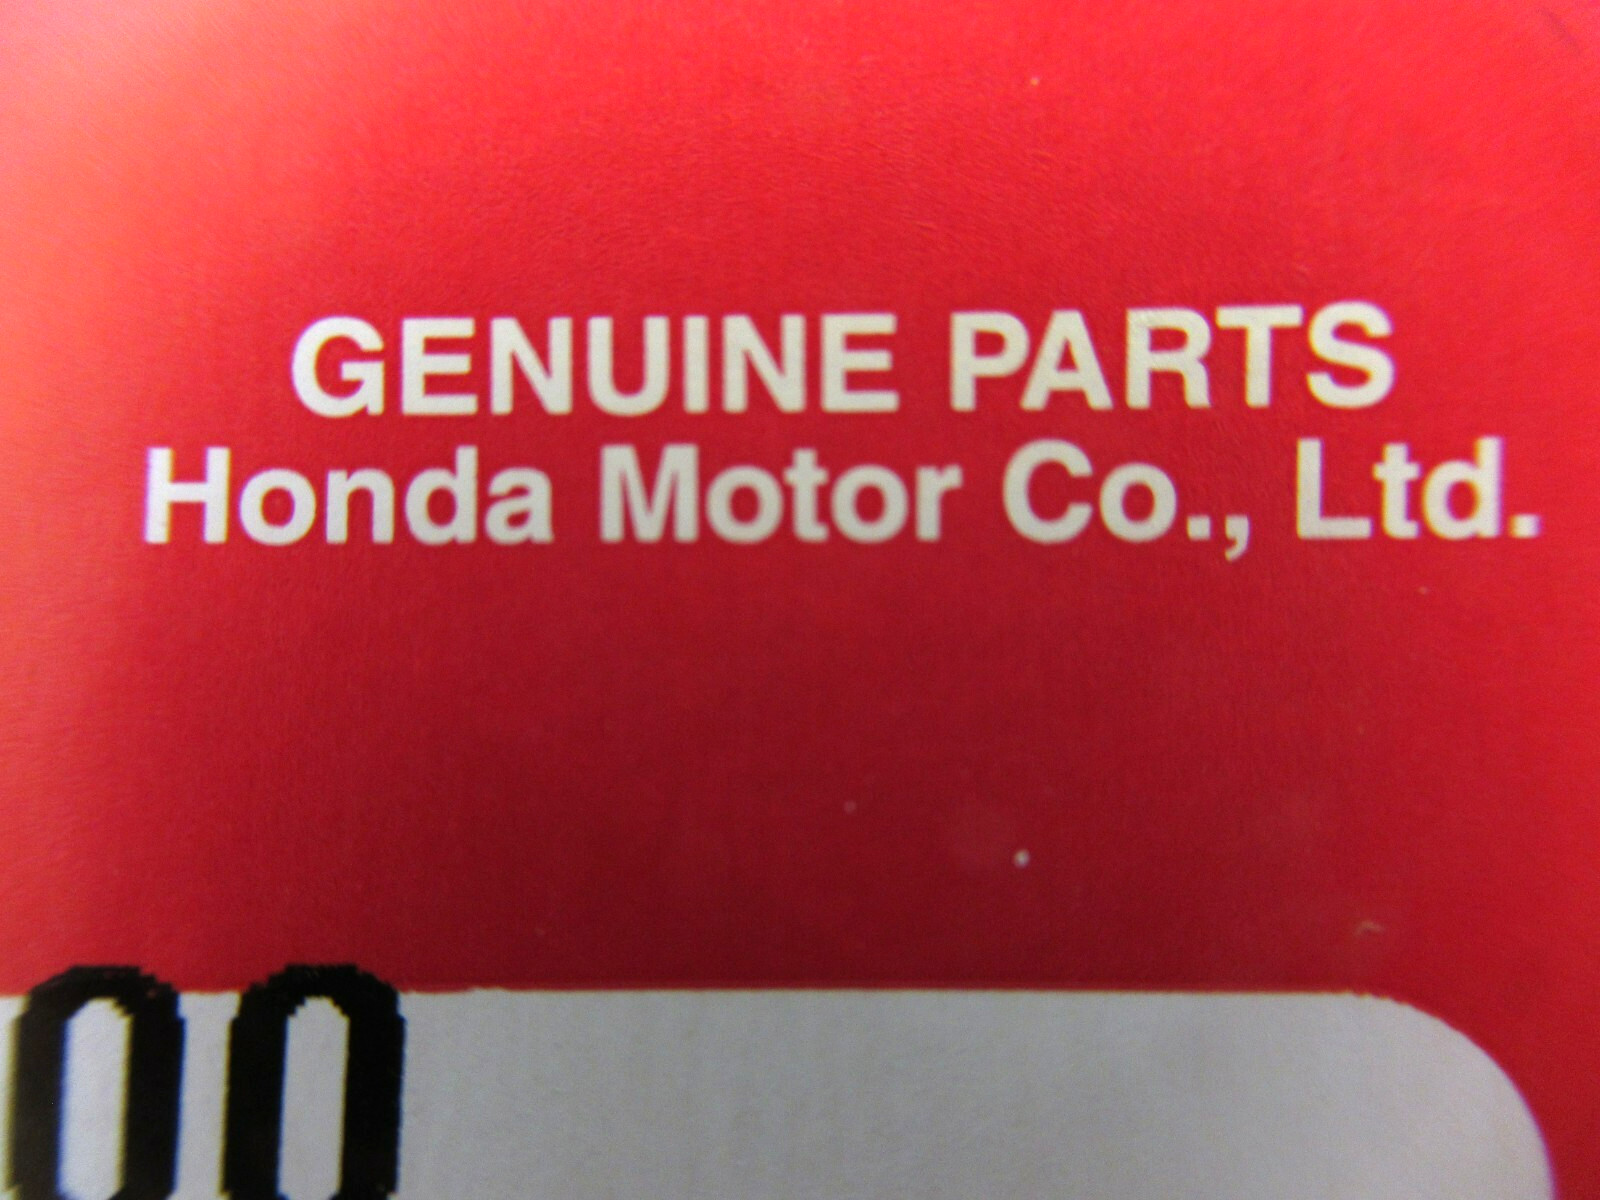 GENUINE PARTS
Honda Motor Co., Ltd.
00